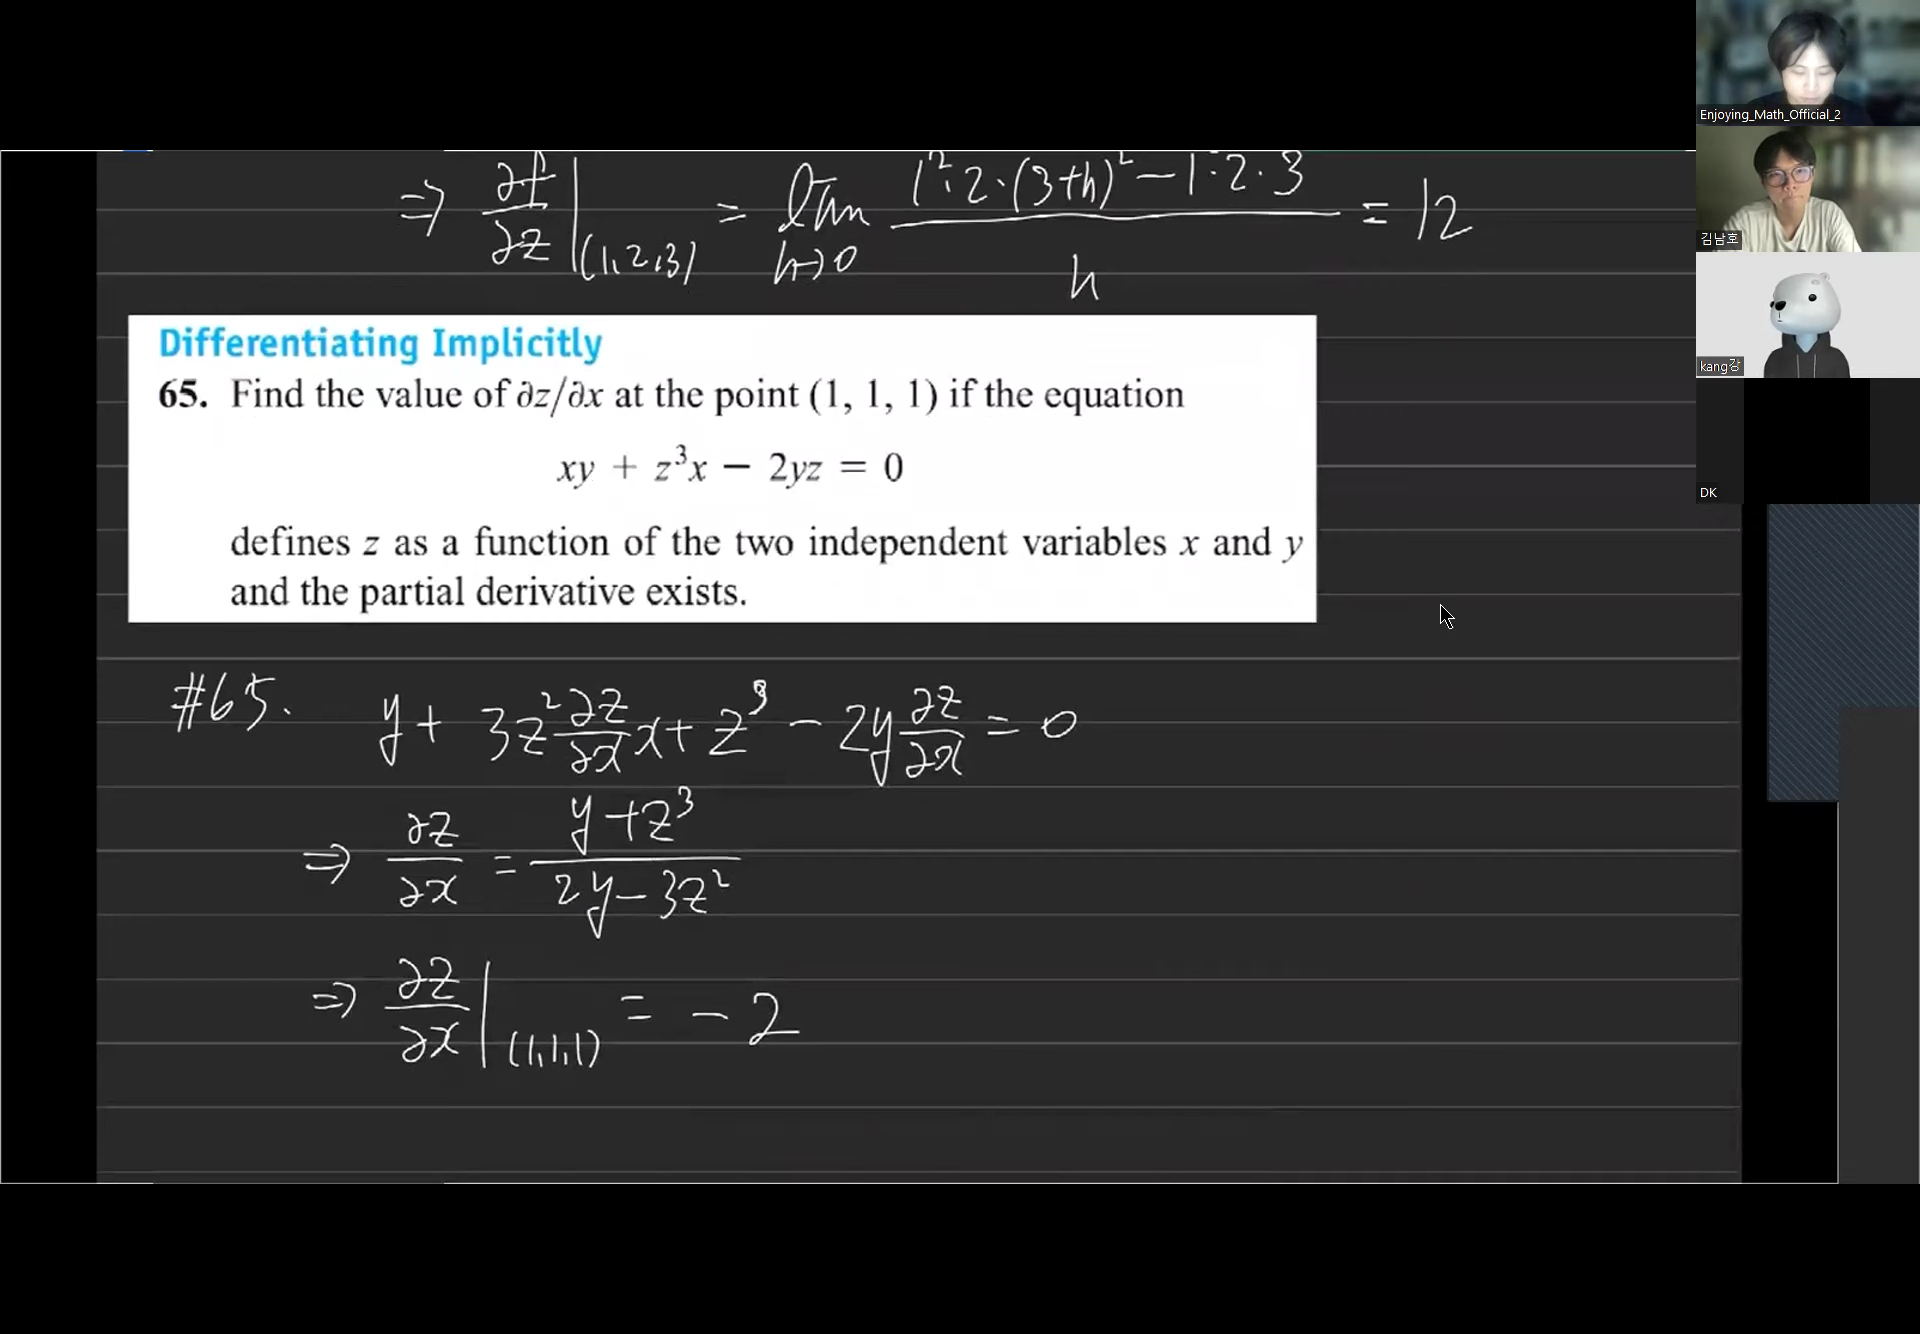 ⇒ ∂f/∂z |(1,2,3) = lim h→0 (1²·2·(3+h)² − 1·2·3)/h = 12
Differentiating Implicitly
65. Find the value of ∂z/∂x at the point (1, 1, 1) if the equation
xy + z³x − 2yz = 0
defines z as a function of the two independent variables x and y
and the partial derivative exists.
#65. y + 3z² ∂z/∂x x + z³ − 2y ∂z/∂x = 0
⇒ ∂z/∂x = (y+z³)/(2y−3z²)
⇒ ∂z/∂x |(1,1,1) = −2
Enjoying_Math_Official_2
김남호
kang강
DK